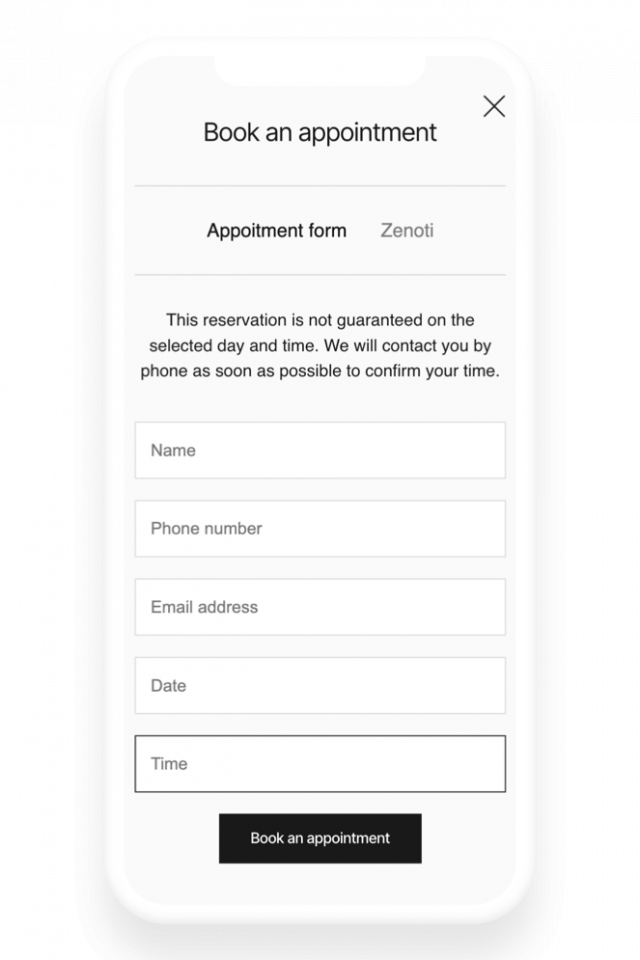 Book an appointment
Appoitment form Zenoti
This reservation is not guaranteed on the
selected day and time. We will contact you by
phone as soon as possible to confirm your time.
Name
Phone number
Email address
Date
Time
Book an appointment